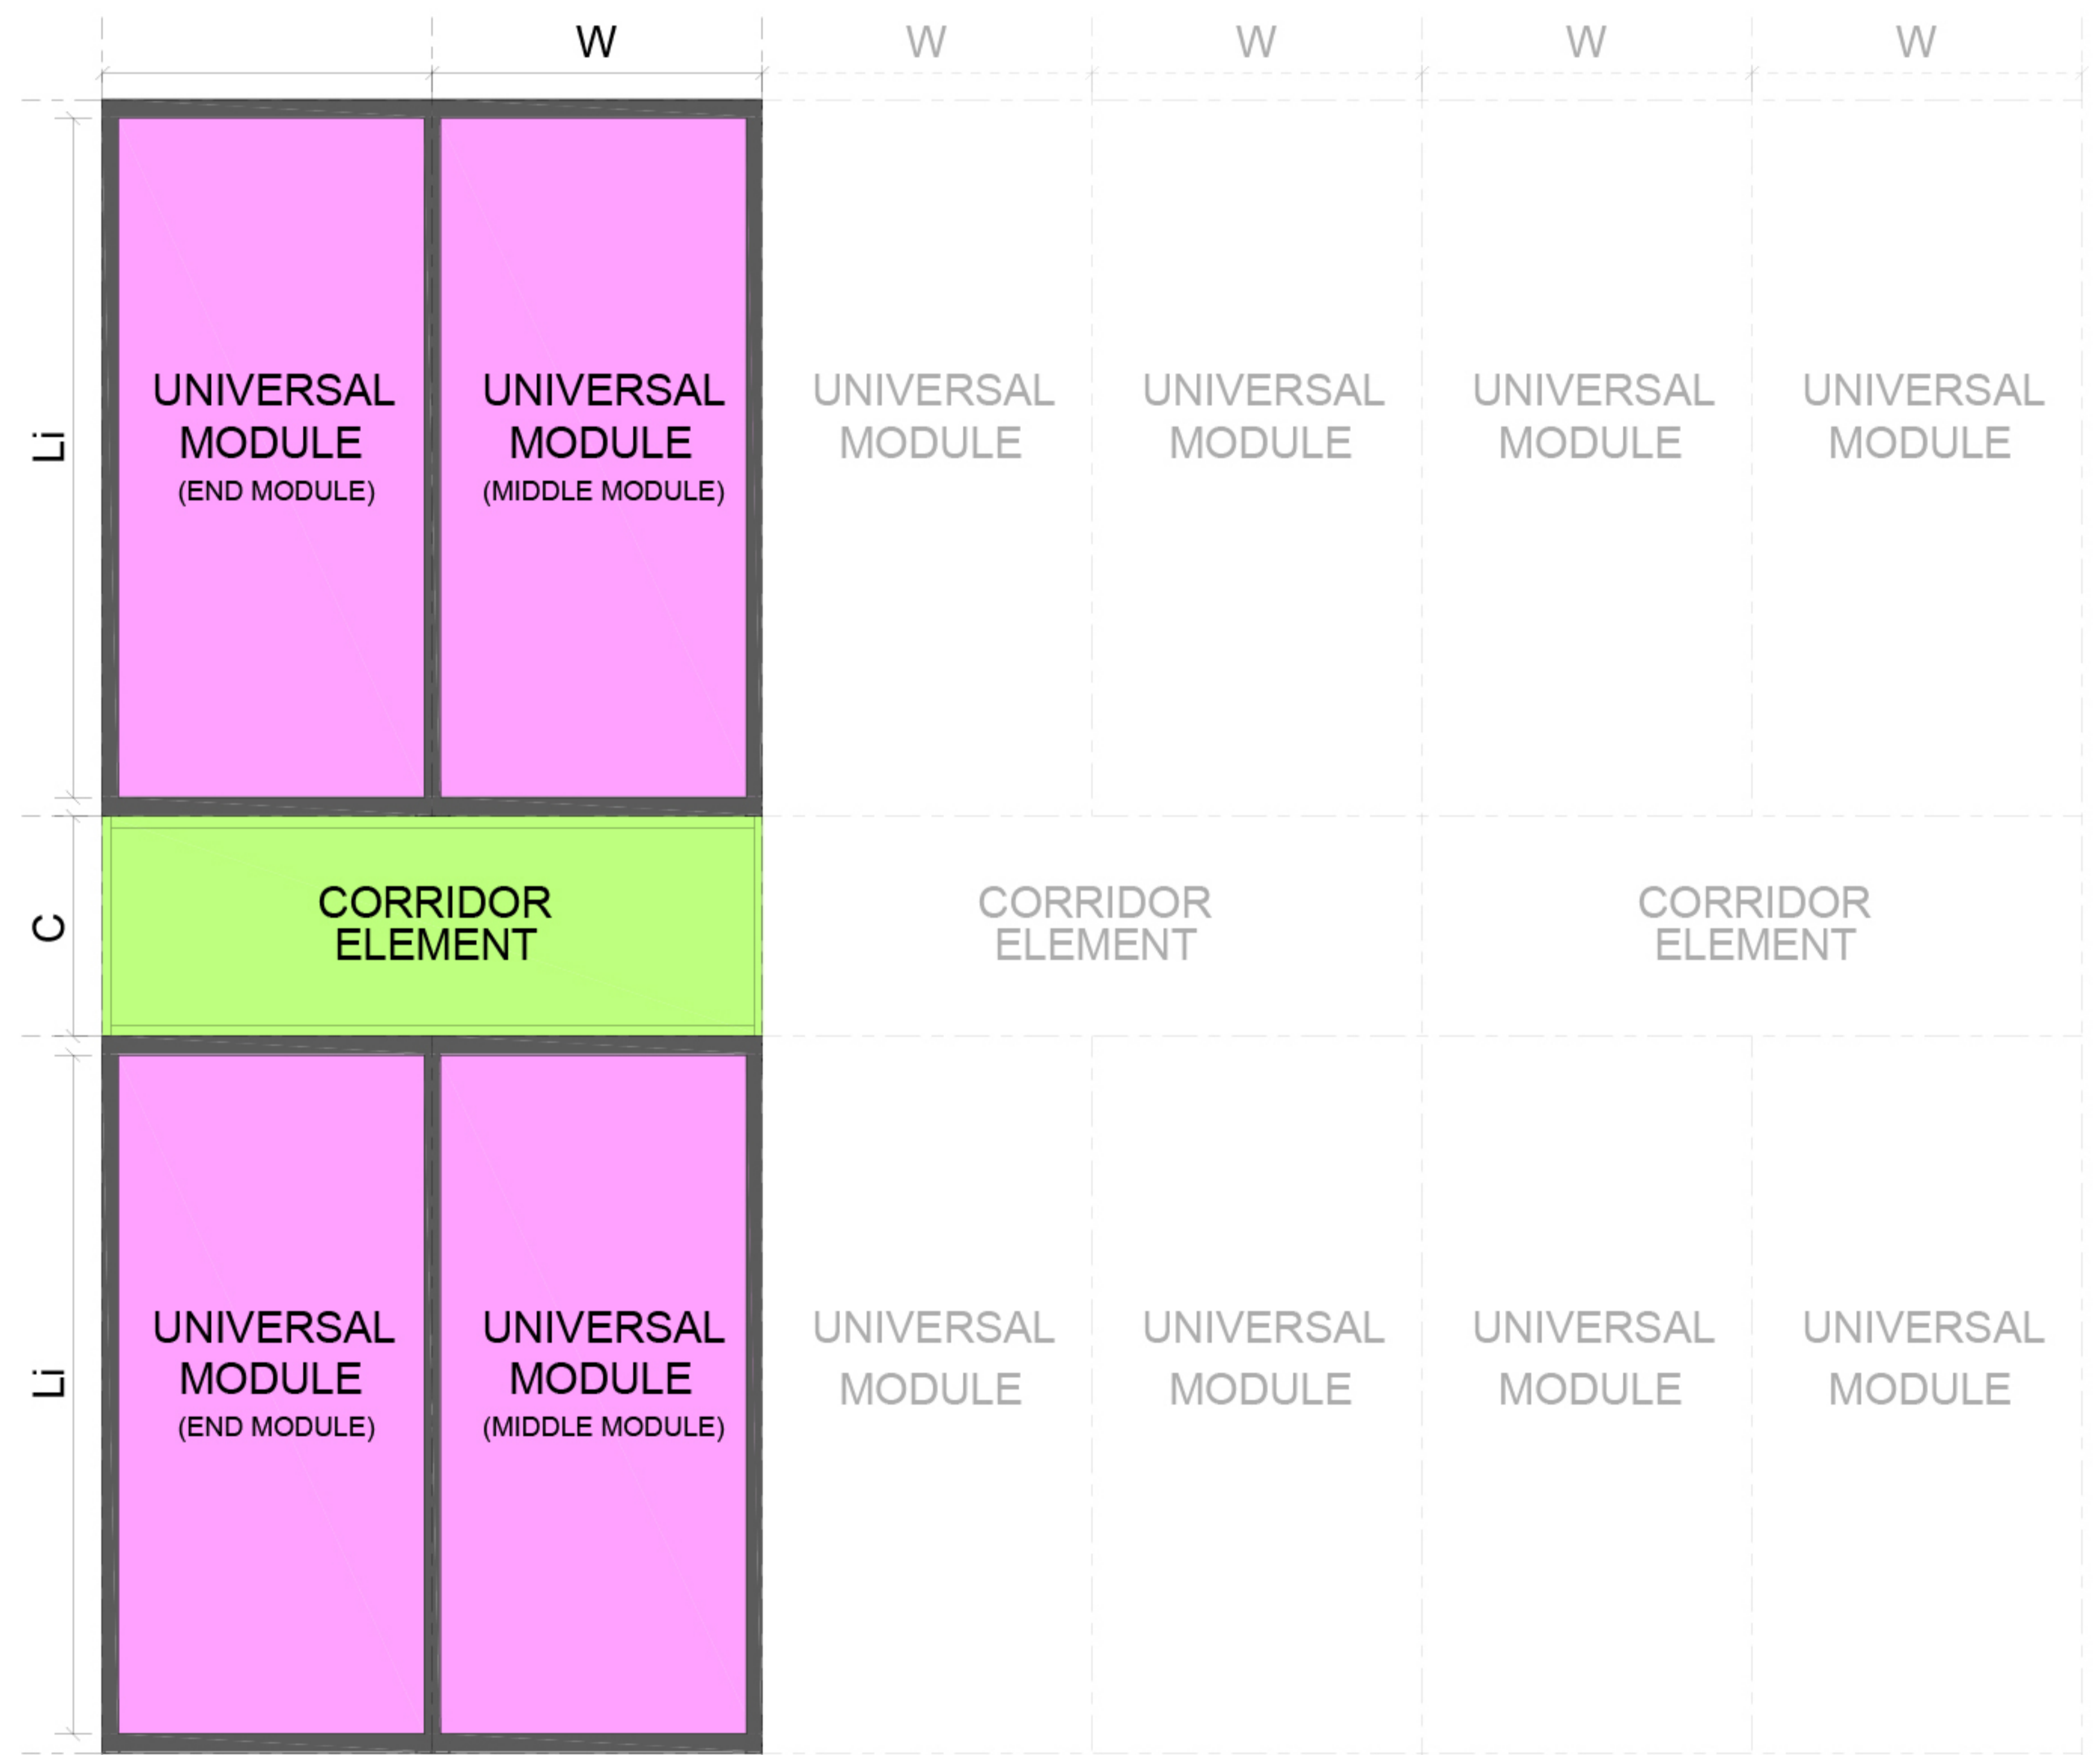 W W W W W
UNIVERSAL UNIVERSAL UNIVERSAL UNIVERSAL UNIVERSAL UNIVERSAL
MODULE MODULE MODULE MODULE MODULE MODULE
Li
(END MODULE) (MIDDLE MODULE)
CORRIDOR CORRIDOR CORRIDOR
C
ELEMENT ELEMENT ELEMENT
UNIVERSAL UNIVERSAL UNIVERSAL UNIVERSAL UNIVERSAL UNIVERSAL
Li
MODULE MODULE MODULE MODULE MODULE MODULE
(END MODULE) (MIDDLE MODULE)